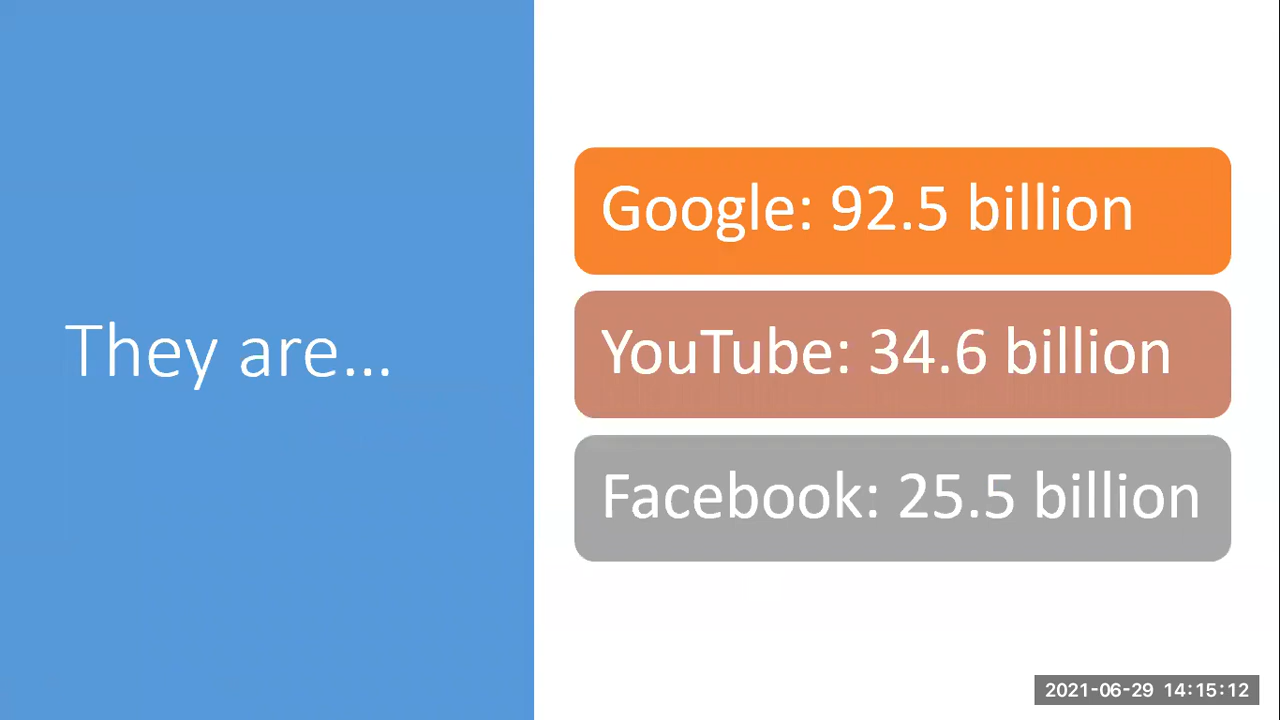 They are...
Google: 92.5 billion
YouTube: 34.6 billion
Facebook: 25.5 billion
2021-06-29 14:15:12